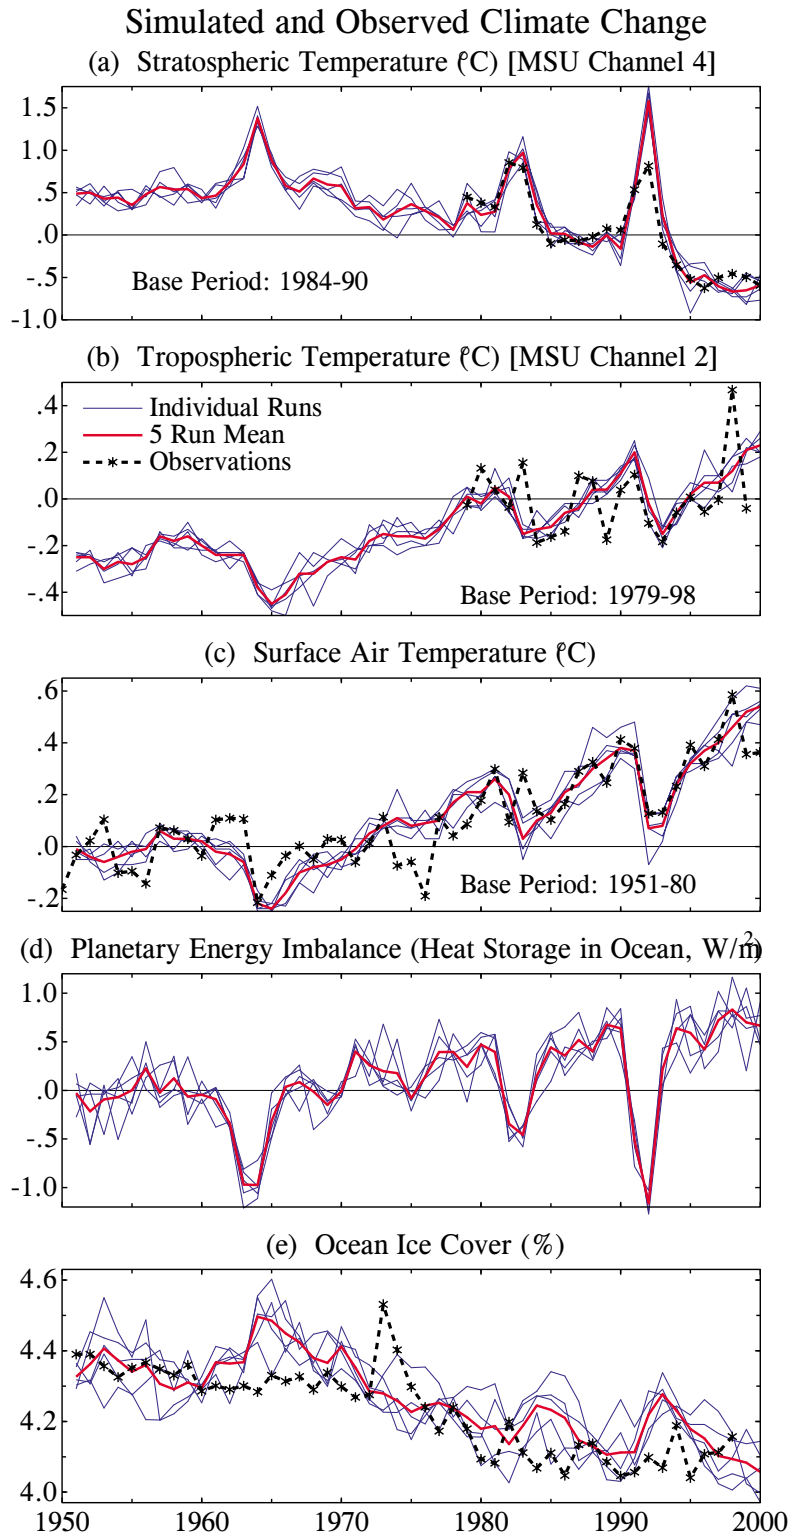 Simulated and Observed Climate Change
(a) Stratospheric Temperature (°C) [MSU Channel 4]
1.5
1.0
.5
.0
-.5
-1.0
Base Period: 1984-90
(b) Tropospheric Temperature (°C) [MSU Channel 2]
.4
.2
.0
-.2
-.4
Individual Runs
5 Run Mean
Observations
Base Period: 1979-98
(c) Surface Air Temperature (°C)
.6
.4
.2
.0
-.2
Base Period: 1951-80
(d) Planetary Energy Imbalance (Heat Storage in Ocean, W/m²)
1.0
.5
.0
-.5
-1.0
(e) Ocean Ice Cover (%)
4.6
4.4
4.2
4.0
1950 1960 1970 1980 1990 2000